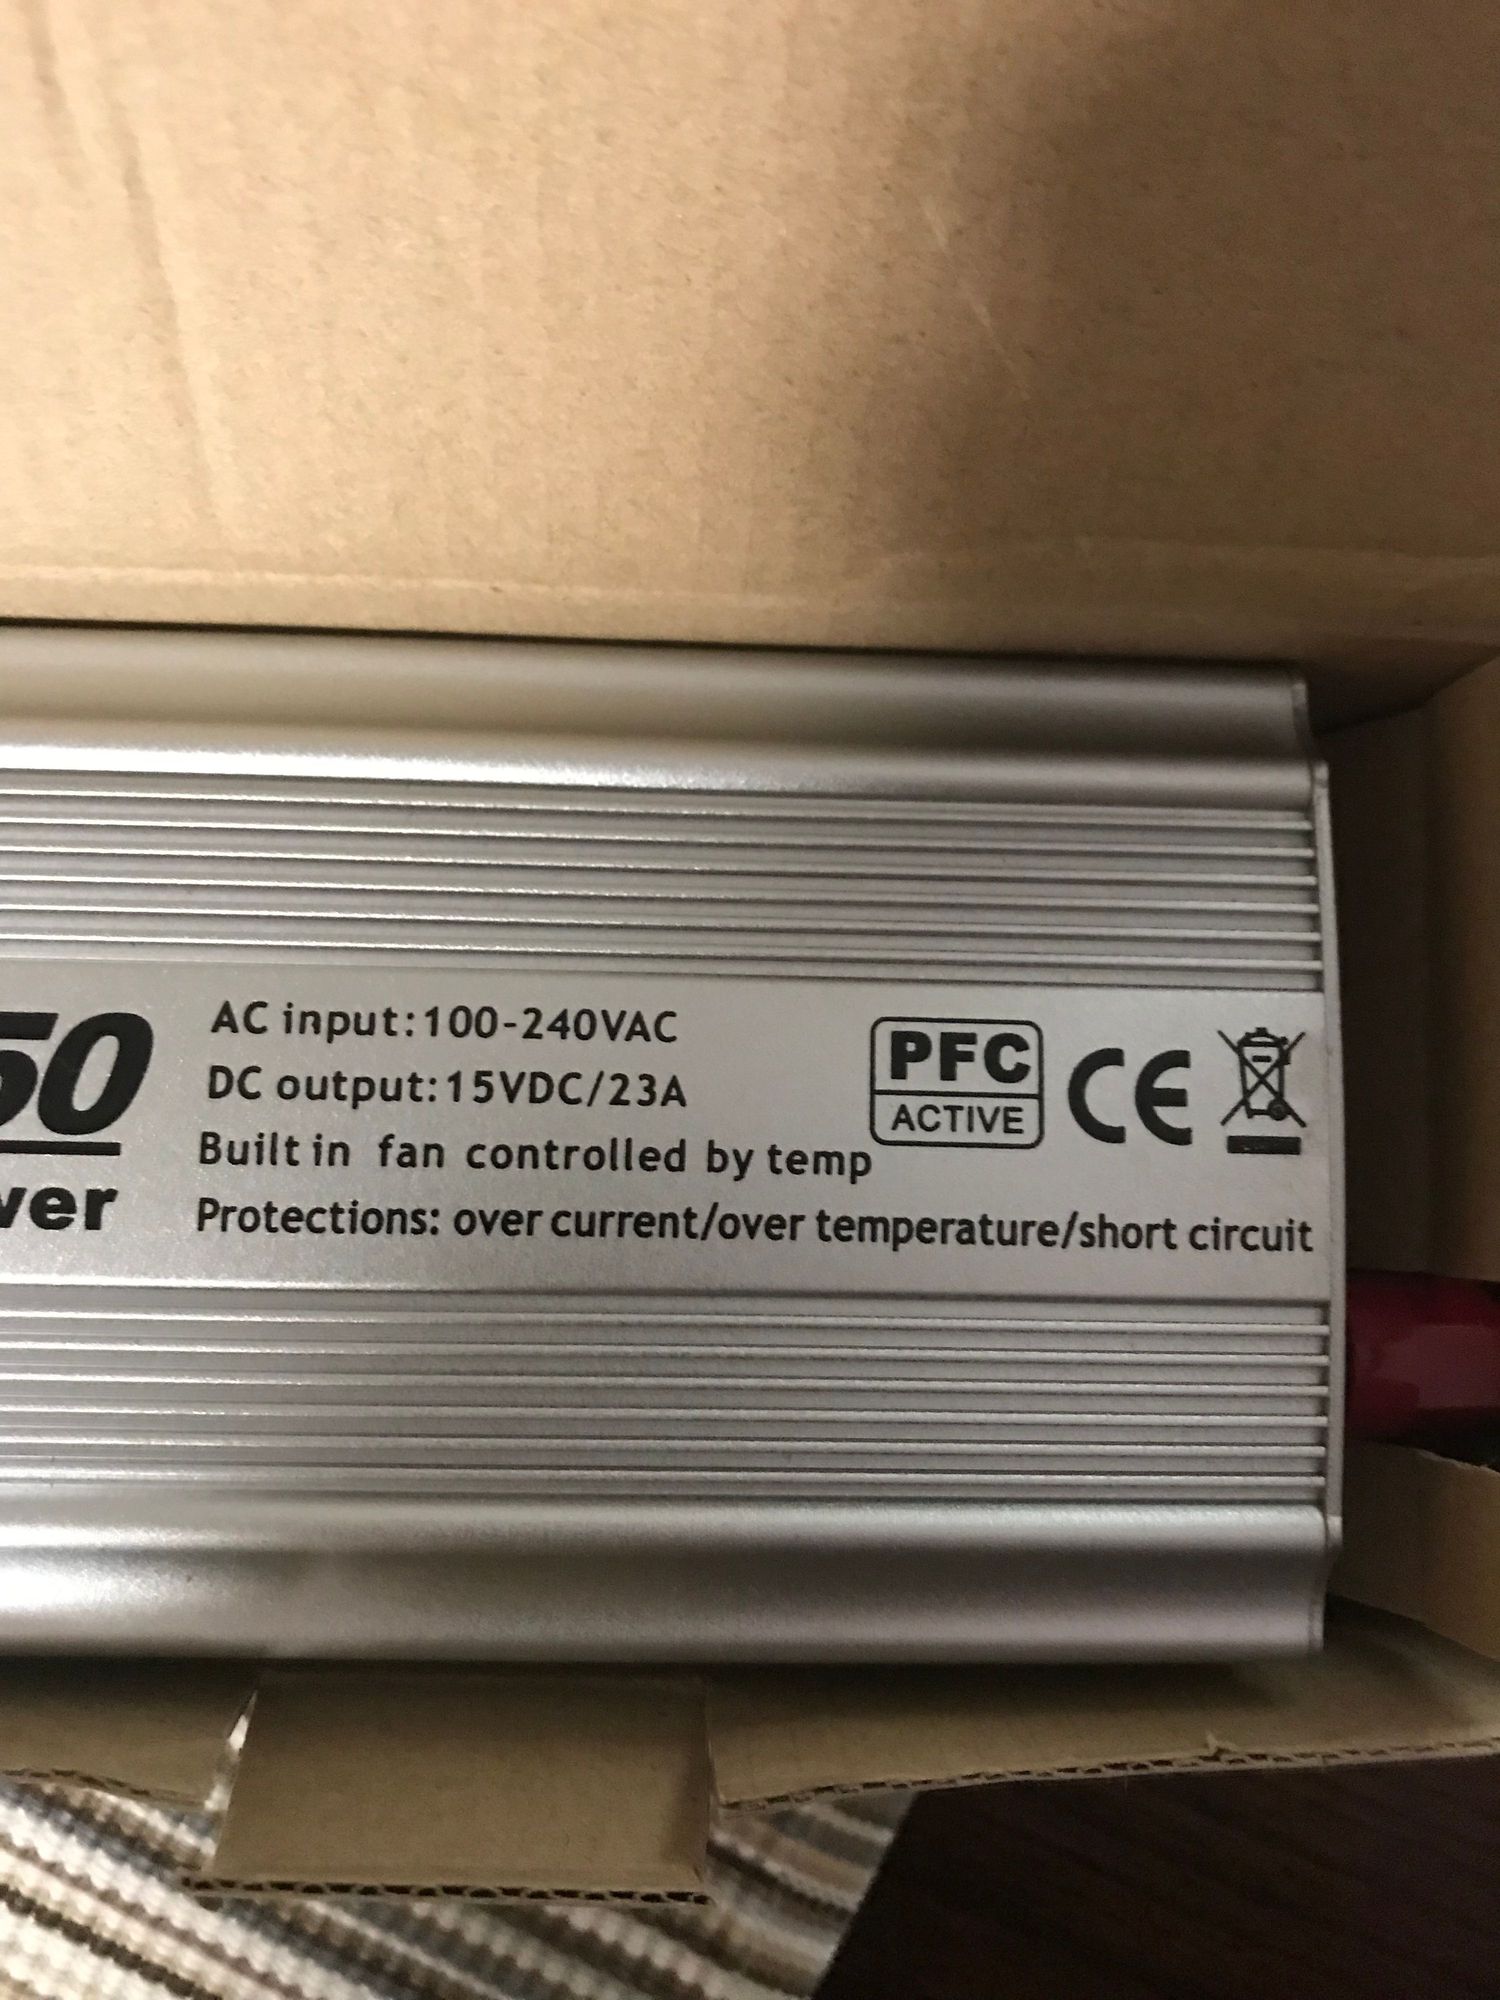 50
AC input:100-240VAC
DC output:15VDC/23A
Built in fan controlled by temp
Protections: over current/over temperature/short circuit
PFC
ACTIVE
CE